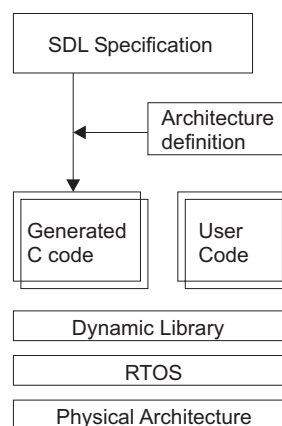 SDL Specification
Architecture
definition
Generated
C code
User
Code
Dynamic Library
RTOS
Physical Architecture